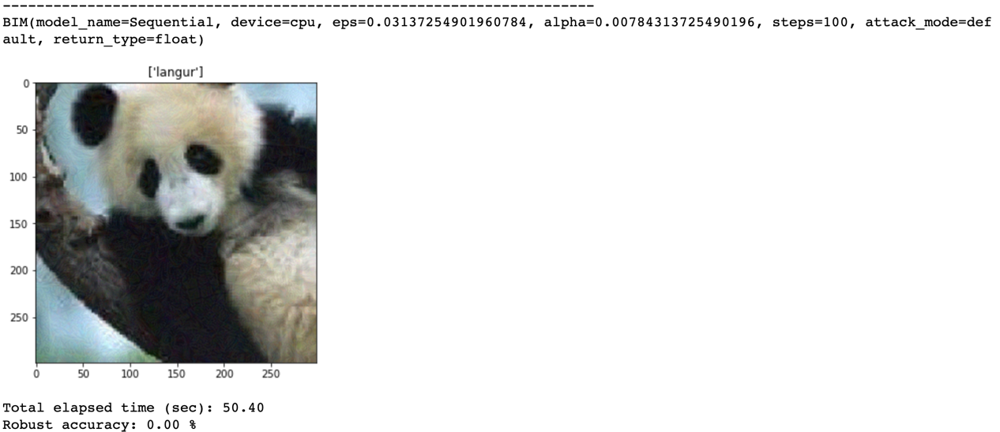 ------------------------------------------------------------------------
BIM(model_name=Sequential, device=cpu, eps=0.03137254901960784, alpha=0.00784313725490196, steps=100, attack_mode=def
ault, return_type=float)
['langur']
0
50
100
150
200
250
0 50 100 150 200 250
Total elapsed time (sec): 50.40
Robust accuracy: 0.00 %